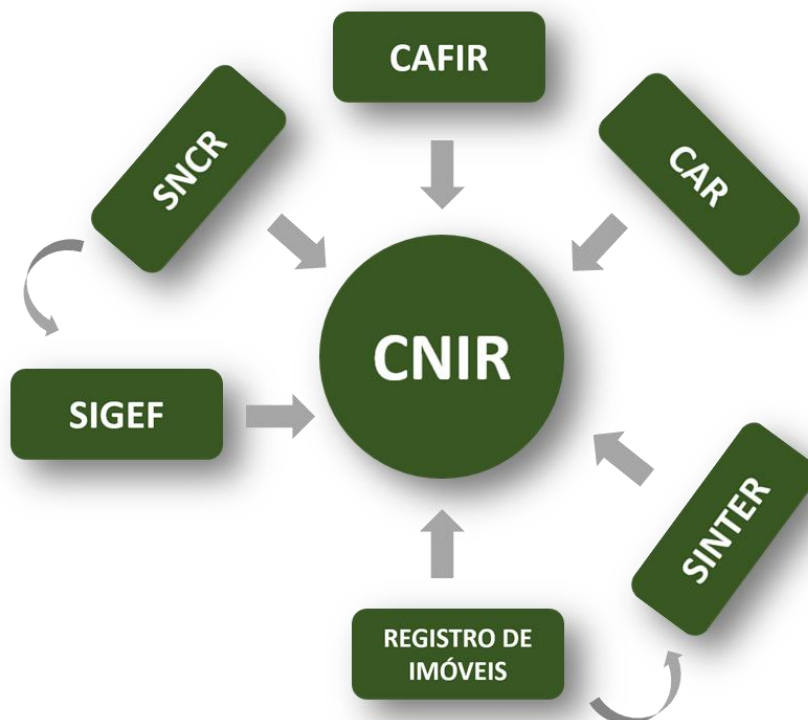 CAFIR
SNCR
CAR
CNIR
SIGEF
SINTER
REGISTRO DE
IMÓVEIS